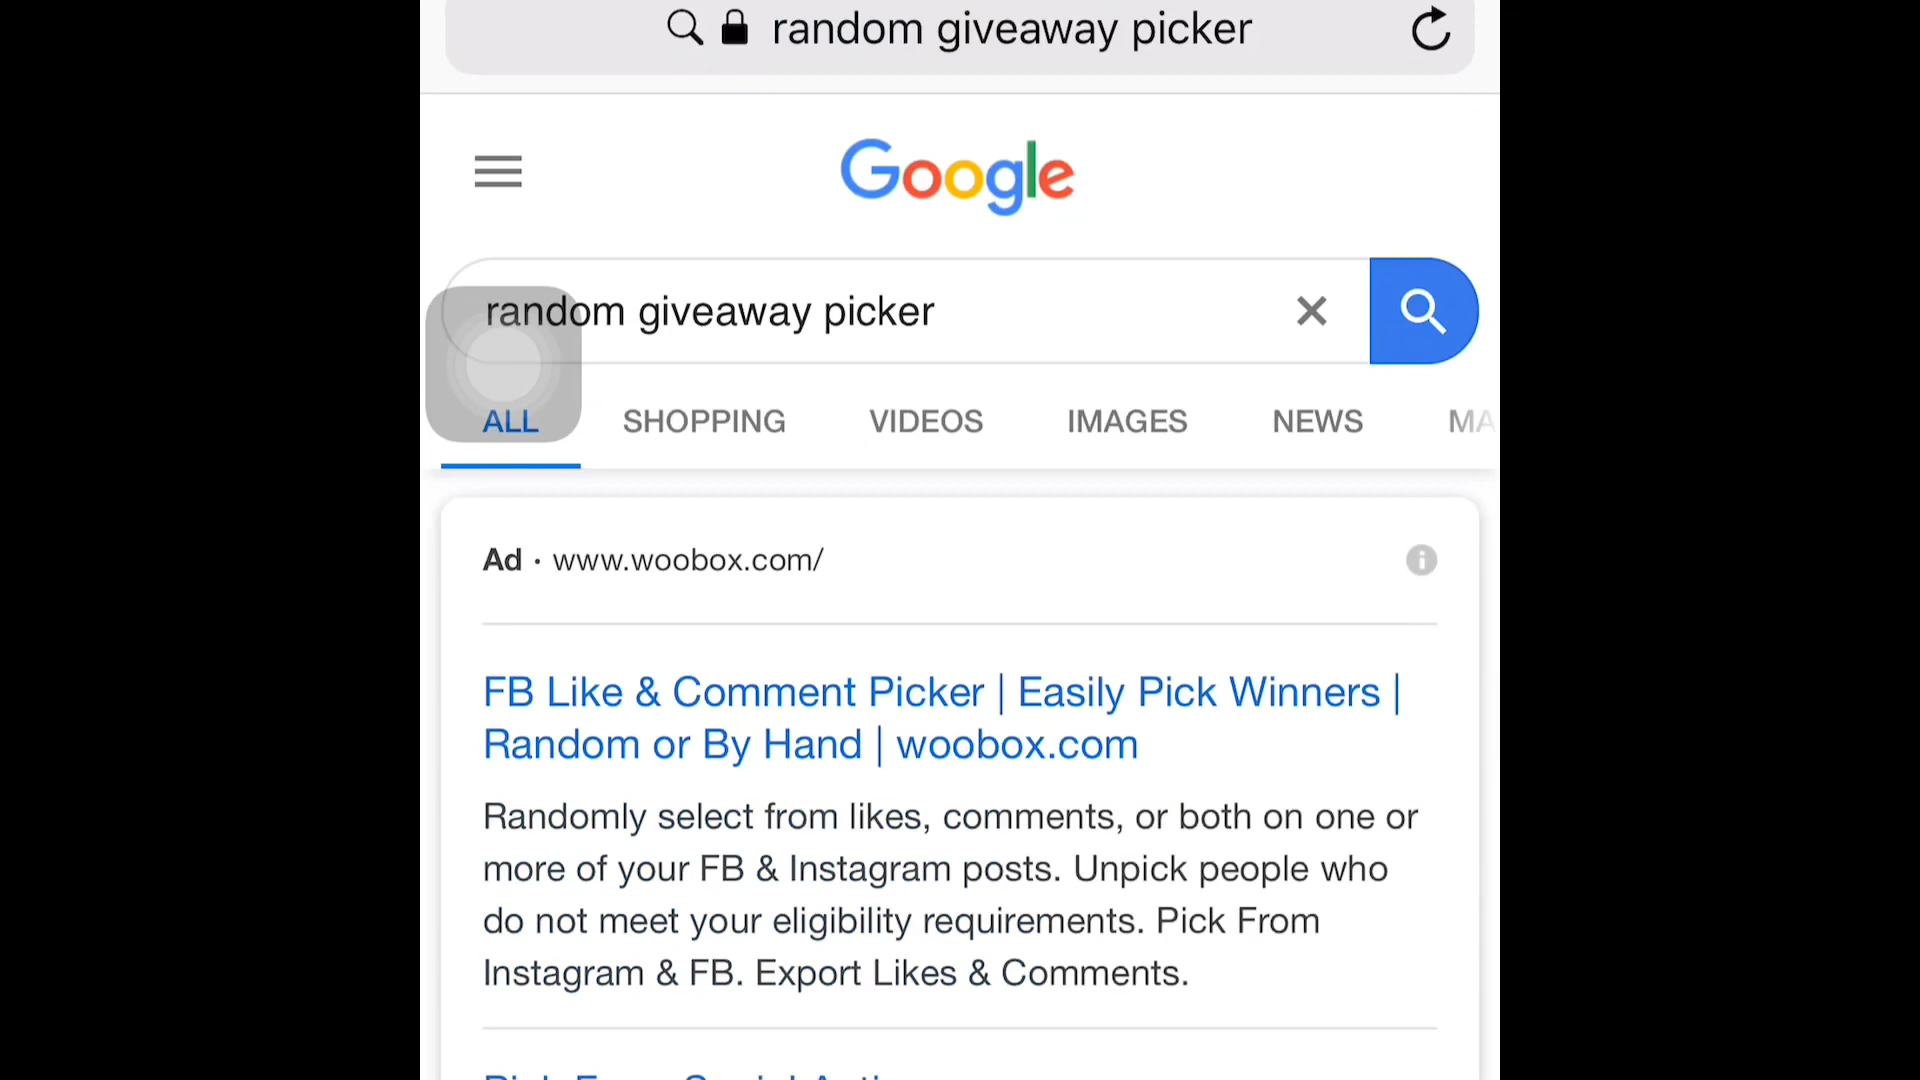 random giveaway picker
Google
random giveaway picker
ALL SHOPPING VIDEOS IMAGES NEWS MA
Ad · www.woobox.com/
FB Like & Comment Picker | Easily Pick Winners |
Random or By Hand | woobox.com
Randomly select from likes, comments, or both on one or
more of your FB & Instagram posts. Unpick people who
do not meet your eligibility requirements. Pick From
Instagram & FB. Export Likes & Comments.